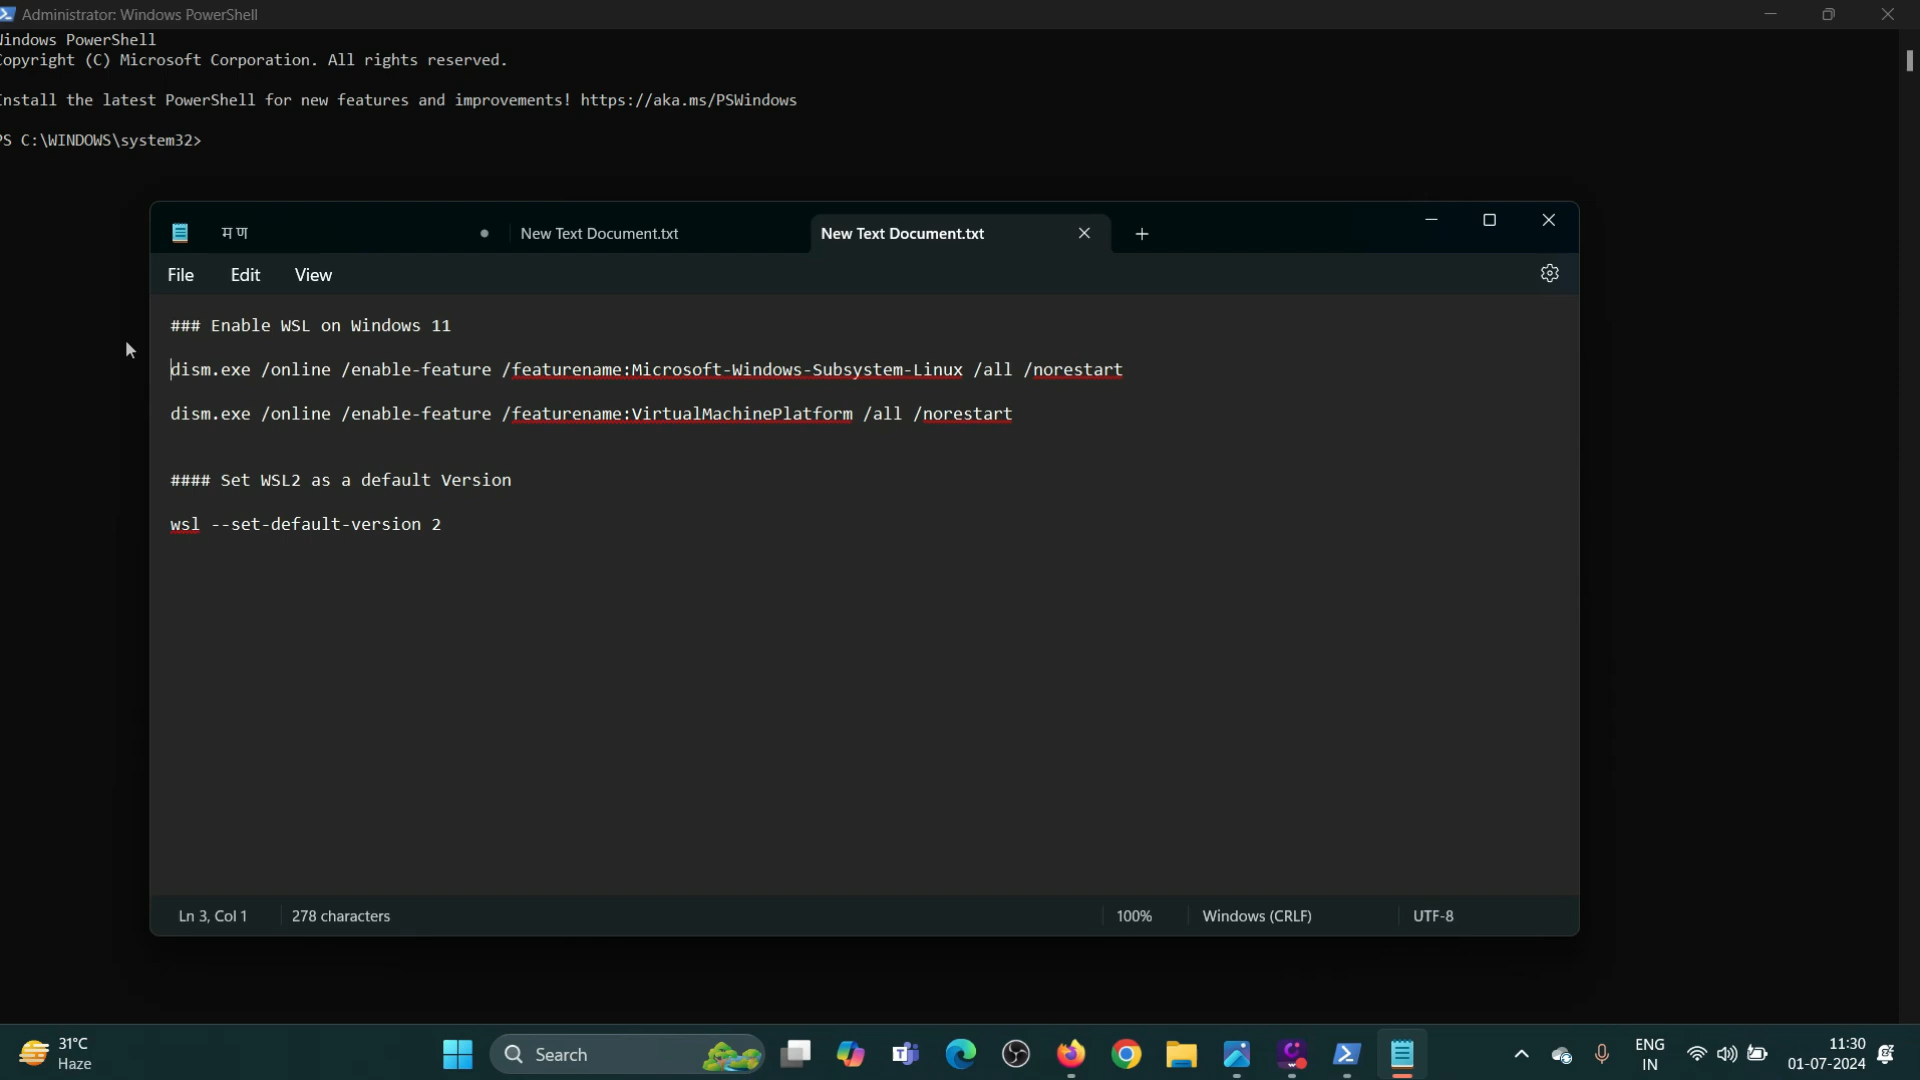 Administrator: Windows PowerShell
Windows PowerShell
Copyright (C) Microsoft Corporation. All rights reserved.
Install the latest PowerShell for new features and improvements! https://aka.ms/PSWindows
PS C:\WINDOWS\system32>
म ण
New Text Document.txt
New Text Document.txt
File Edit View
### Enable WSL on Windows 11
dism.exe /online /enable-feature /featurename:Microsoft-Windows-Subsystem-Linux /all /norestart
dism.exe /online /enable-feature /featurename:VirtualMachinePlatform /all /norestart
#### Set WSL2 as a default Version
wsl --set-default-version 2
Ln 3, Col 1 278 characters 100% Windows (CRLF) UTF-8
31°C
Haze
Search
ENG
IN
11:30
01-07-2024